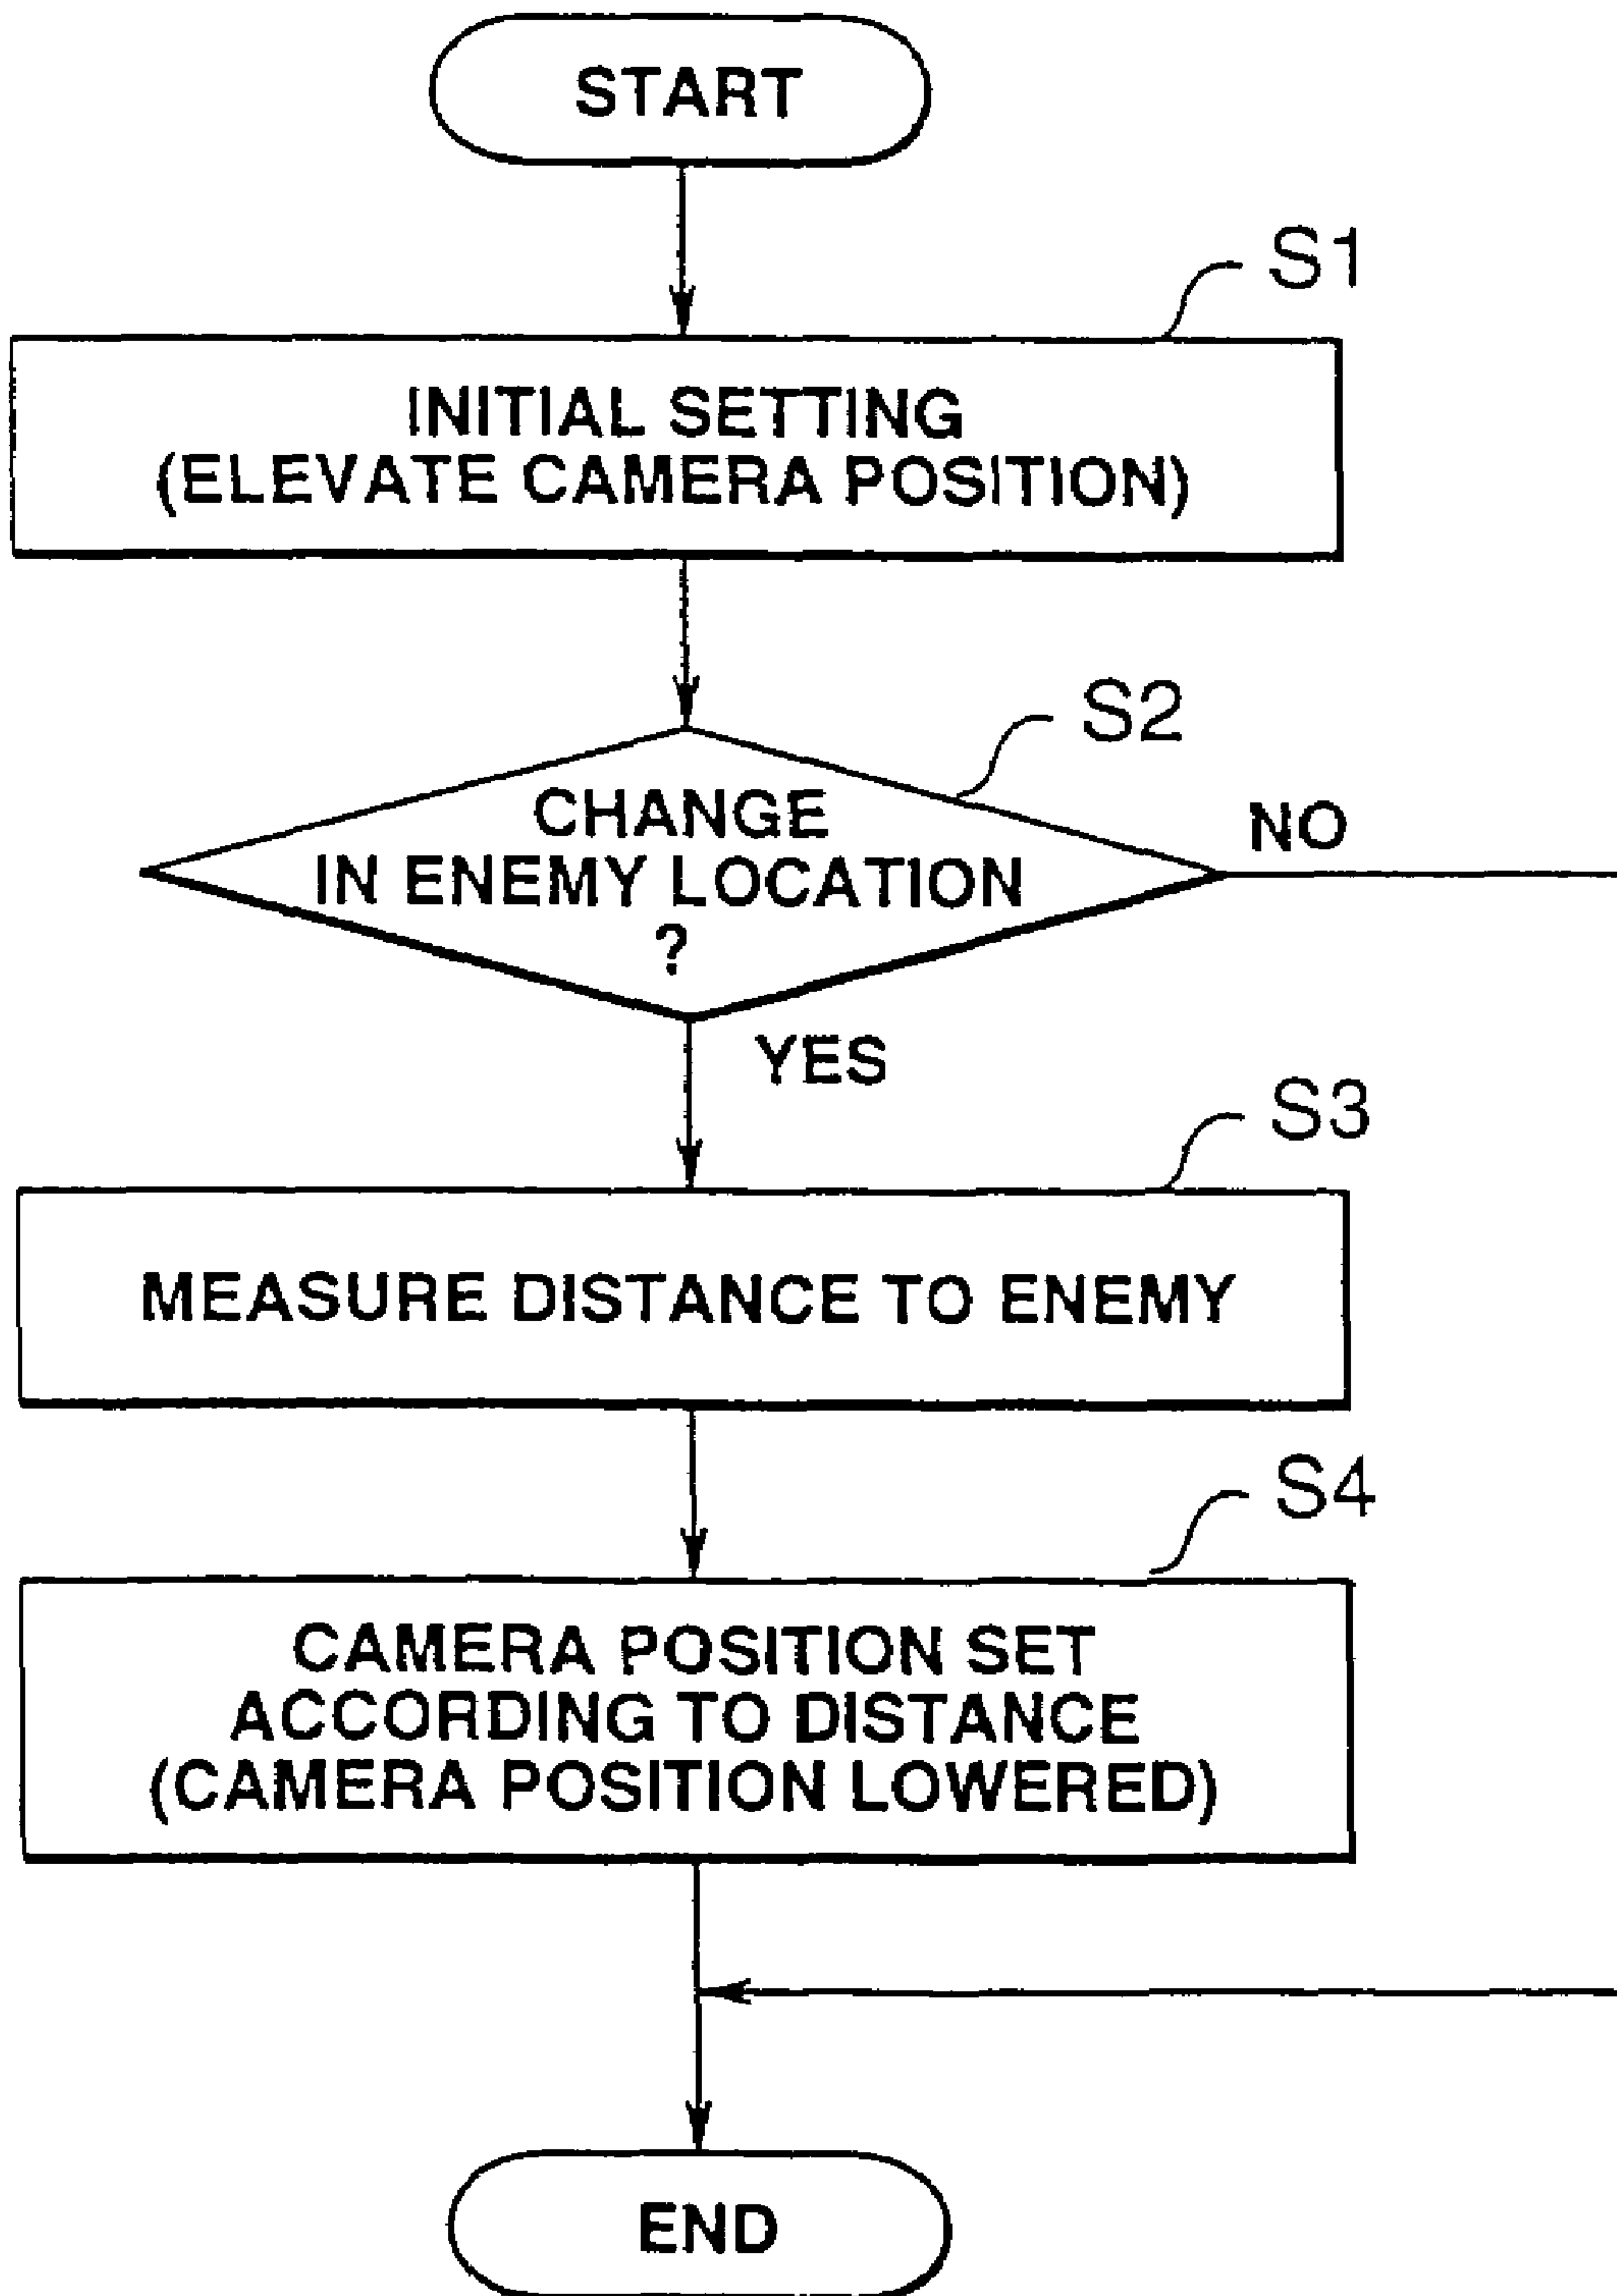 START
S1
INITIAL SETTING
(ELEVATE CAMERA POSITION)
S2
CHANGE
IN ENEMY LOCATION
?
NO
YES
S3
MEASURE DISTANCE TO ENEMY
S4
CAMERA POSITION SET
ACCORDING TO DISTANCE
(CAMERA POSITION LOWERED)
END